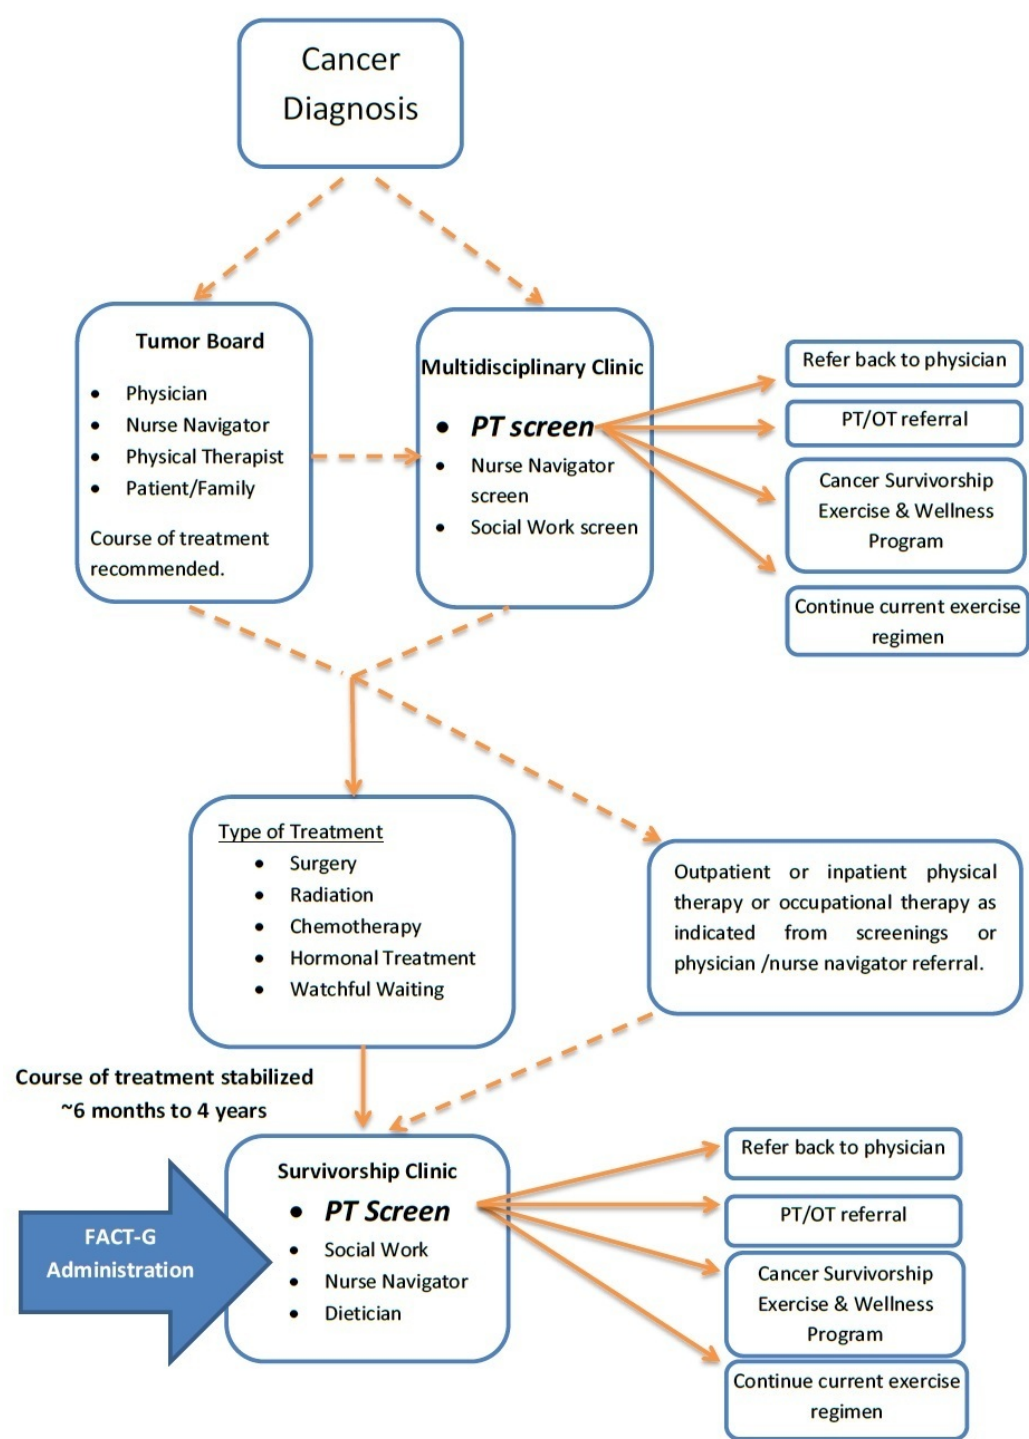 Cancer
Diagnosis
Tumor Board
• Physician
• Nurse Navigator
• Physical Therapist
• Patient/Family
Course of treatment
recommended.
Multidisciplinary Clinic
• PT screen
• Nurse Navigator
screen
• Social Work screen
Refer back to physician
PT/OT referral
Cancer Survivorship
Exercise & Wellness
Program
Continue current exercise
regimen
Type of Treatment
• Surgery
• Radiation
• Chemotherapy
• Hormonal Treatment
• Watchful Waiting
Outpatient or inpatient physical
therapy or occupational therapy as
indicated from screenings or
physician /nurse navigator referral.
Course of treatment stabilized
~6 months to 4 years
FACT-G
Administration
Survivorship Clinic
• PT Screen
• Social Work
• Nurse Navigator
• Dietician
Refer back to physician
PT/OT referral
Cancer Survivorship
Exercise & Wellness
Program
Continue current exercise
regimen